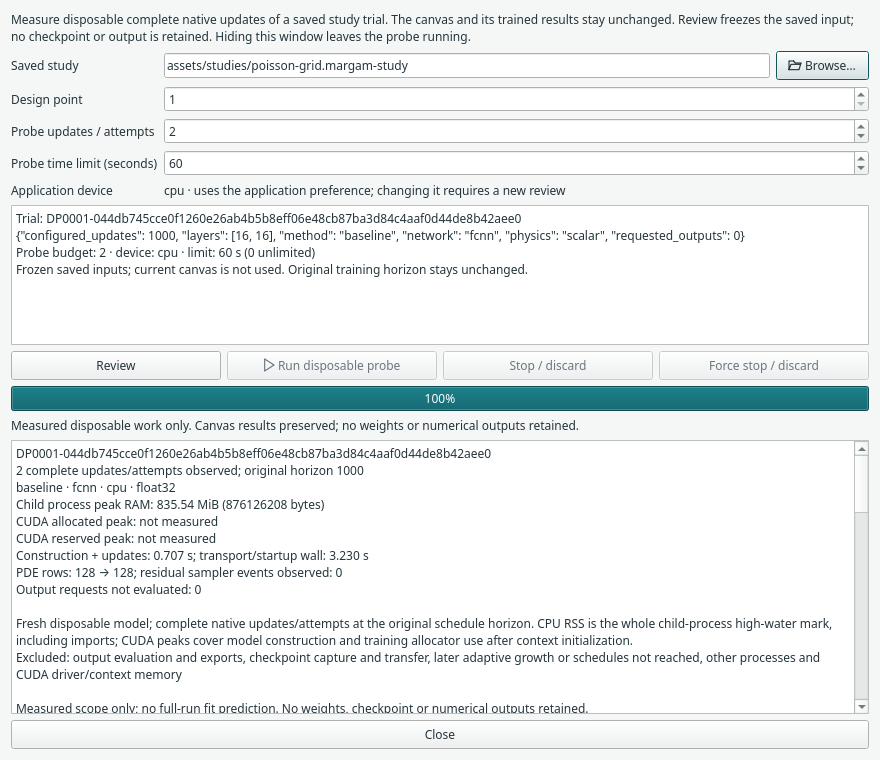 Measure disposable complete native updates of a saved study trial. The canvas and its trained results stay unchanged. Review freezes the saved input;
no checkpoint or output is retained. Hiding this window leaves the probe running.
Saved study
assets/studies/poisson-grid.margam-study
Browse...
Design point
1
Probe updates / attempts
2
Probe time limit (seconds)
60
Application device
cpu · uses the application preference; changing it requires a new review
Trial: DP0001-044db745cce0f1260e26ab4b5b8eff06e48cb87ba3d84c4aaf0d44de8b42aee0
{"configured_updates": 1000, "layers": [16, 16], "method": "baseline", "network": "fcnn", "physics": "scalar", "requested_outputs": 0}
Probe budget: 2 · device: cpu · limit: 60 s (0 unlimited)
Frozen saved inputs; current canvas is not used. Original training horizon stays unchanged.
Review
Run disposable probe
Stop / discard
Force stop / discard
100%
Measured disposable work only. Canvas results preserved; no weights or numerical outputs retained.
DP0001-044db745cce0f1260e26ab4b5b8eff06e48cb87ba3d84c4aaf0d44de8b42aee0
2 complete updates/attempts observed; original horizon 1000
baseline · fcnn · cpu · float32
Child process peak RAM: 835.54 MiB (876126208 bytes)
CUDA allocated peak: not measured
CUDA reserved peak: not measured
Construction + updates: 0.707 s; transport/startup wall: 3.230 s
PDE rows: 128 → 128; residual sampler events observed: 0
Output requests not evaluated: 0
Fresh disposable model; complete native updates/attempts at the original schedule horizon. CPU RSS is the whole child-process high-water mark,
including imports; CUDA peaks cover model construction and training allocator use after context initialization.
Excluded: output evaluation and exports, checkpoint capture and transfer, later adaptive growth or schedules not reached, other processes and
CUDA driver/context memory
Measured scope only; no full-run fit prediction. No weights, checkpoint or numerical outputs retained.
Close